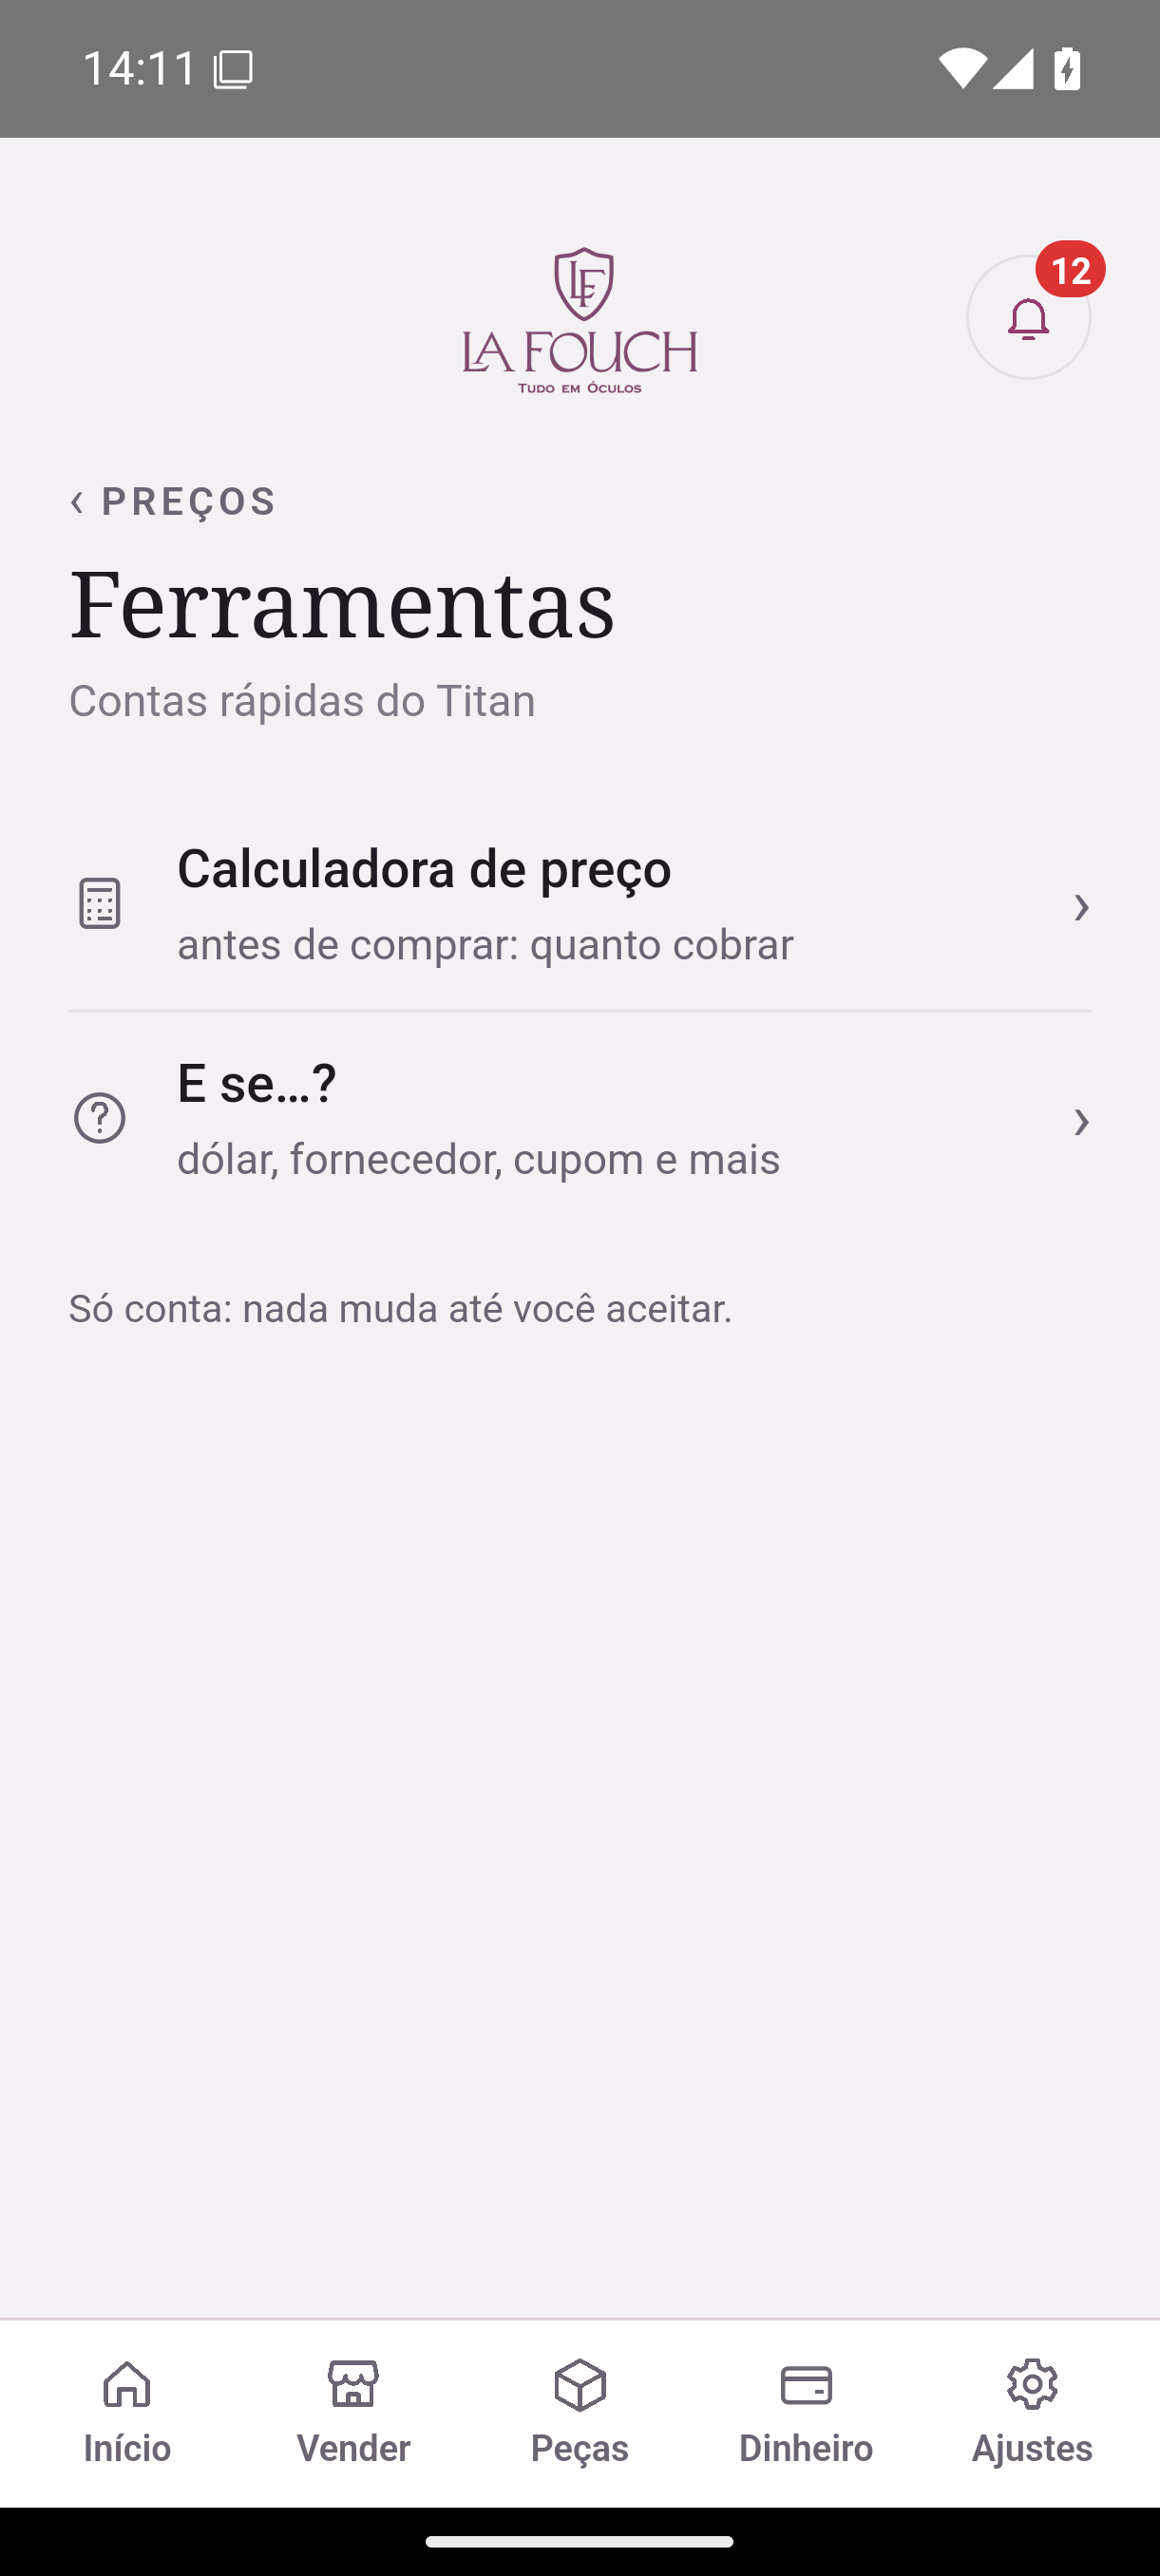 14:11
12
LF
LA FOUCH
TUDO EM ÓCULOS
‹ PREÇOS
Ferramentas
Contas rápidas do Titan
Calculadora de preço
antes de comprar: quanto cobrar
E se...?
dólar, fornecedor, cupom e mais
Só conta: nada muda até você aceitar.
Início
Vender
Peças
Dinheiro
Ajustes